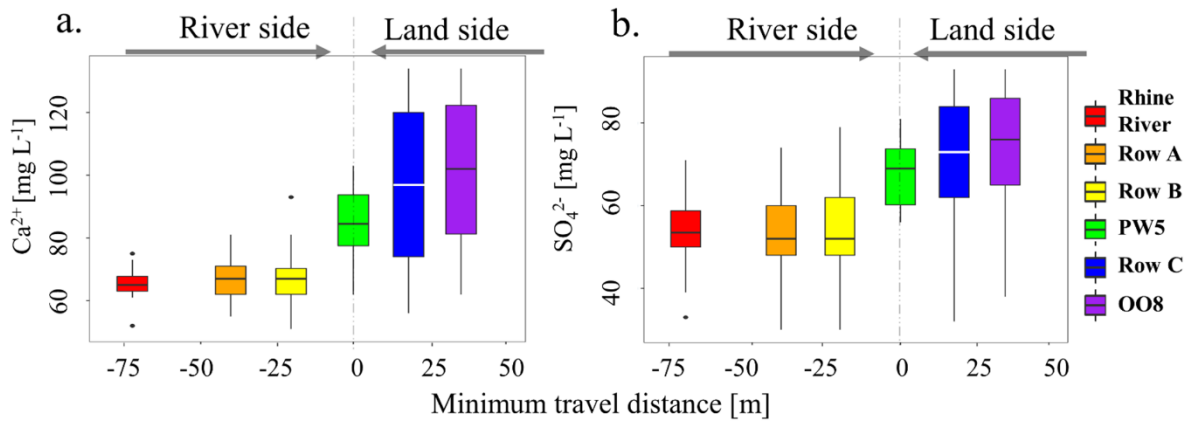 a.
River side
Land side
Ca²⁺ [mg L⁻¹]
120
100
80
60
-75
-50
-25
0
25
50
b.
River side
Land side
SO₄²⁻ [mg L⁻¹]
80
60
40
-75
-50
-25
0
25
50
Minimum travel distance [m]
Rhine
River
Row A
Row B
PW5
Row C
OO8